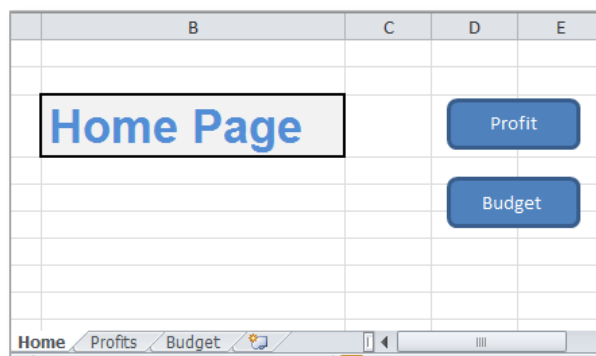 B C D E
Home Page
Profit
Budget
Home Profits Budget